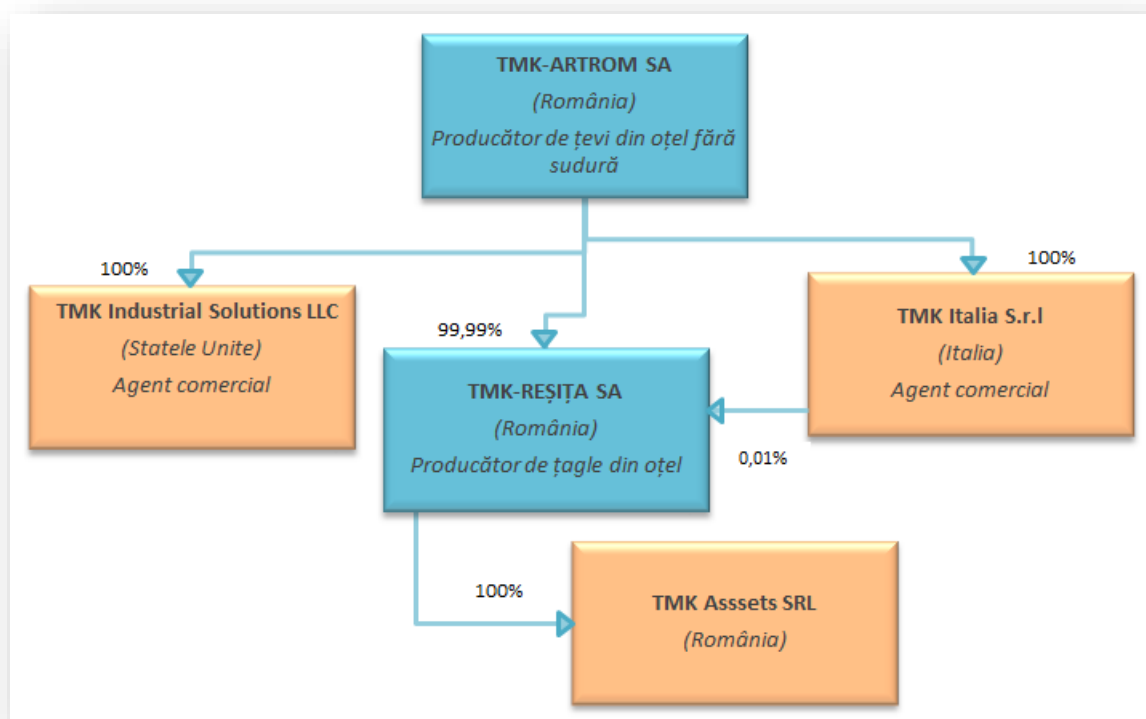 TMK-ARTROM SA
(România)
Producător de țevi din oțel fără
sudură
100%
100%
TMK Industrial Solutions LLC
(Statele Unite)
Agent comercial
TMK Italia S.r.l
(Italia)
Agent comercial
99,99%
TMK-REȘIȚA SA
(România)
Producător de țagle din oțel
0,01%
100%
TMK Asssets SRL
(România)